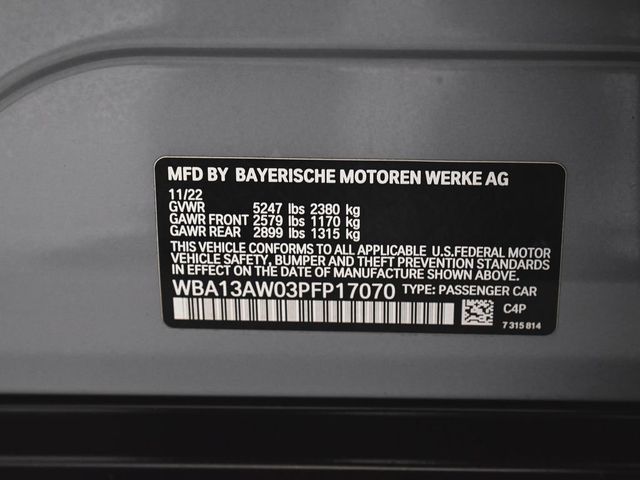 MFD BY BAYERISCHE MOTOREN WERKE AG
11/22
GVWR 5247 lbs 2380 kg
GAWR FRONT 2579 lbs 1170 kg
GAWR REAR 2899 lbs 1315 kg
THIS VEHICLE CONFORMS TO ALL APPLICABLE U.S.FEDERAL MOTOR
VEHICLE SAFETY, BUMPER AND THEFT PREVENTION STANDARDS
IN EFFECT ON THE DATE OF MANUFACTURE SHOWN ABOVE.
WBA13AW03PFP17070 TYPE: PASSENGER CAR
C4P
7 315 814